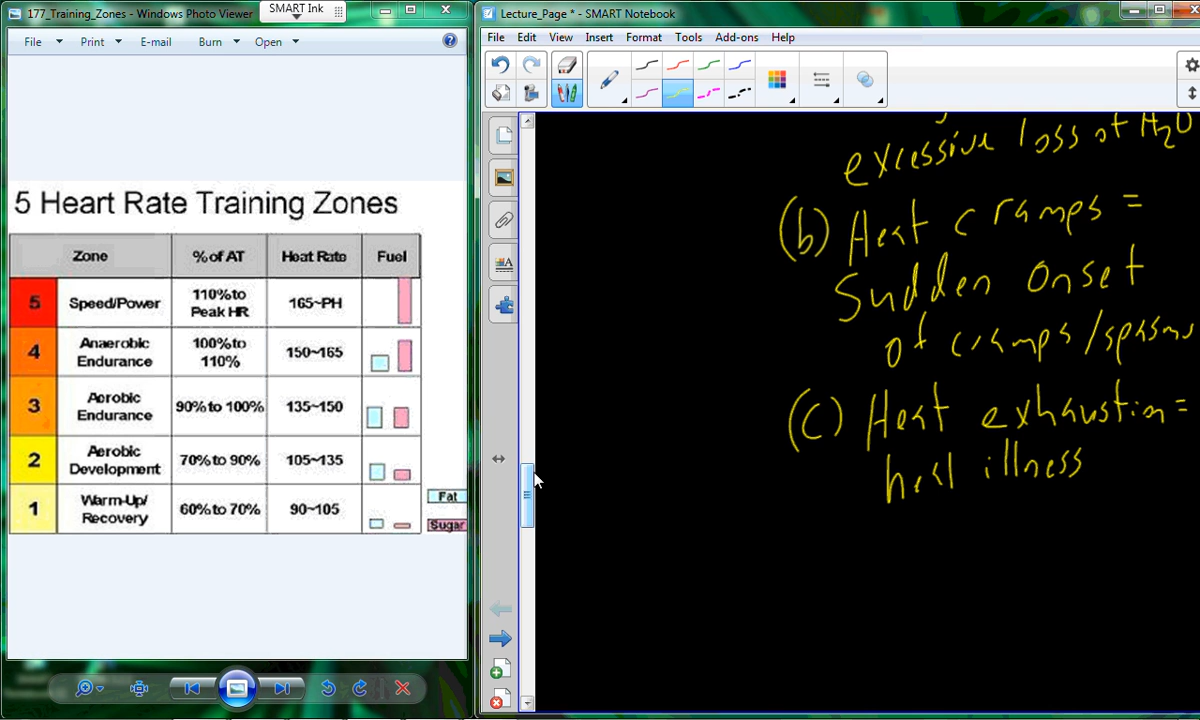 177_Training_Zones - Windows Photo Viewer
SMART Ink
File Print E-mail Burn Open
5 Heart Rate Training Zones
Zone % of AT Heat Rate Fuel
5 Speed/Power 110% to Peak HR 165~PH
4 Anaerobic Endurance 100% to 110% 150~165
3 Aerobic Endurance 90% to 100% 135~150
2 Aerobic Development 70% to 90% 105~135
1 Warm-Up/ Recovery 60% to 70% 90~105
Fat
Sugar
Lecture_Page * - SMART Notebook
File Edit View Insert Format Tools Add-ons Help
excessive loss of H2O
(b) Heat cramps =
Sudden onset
of cramps/spasms
(c) Heat exhaustion =
heat illness